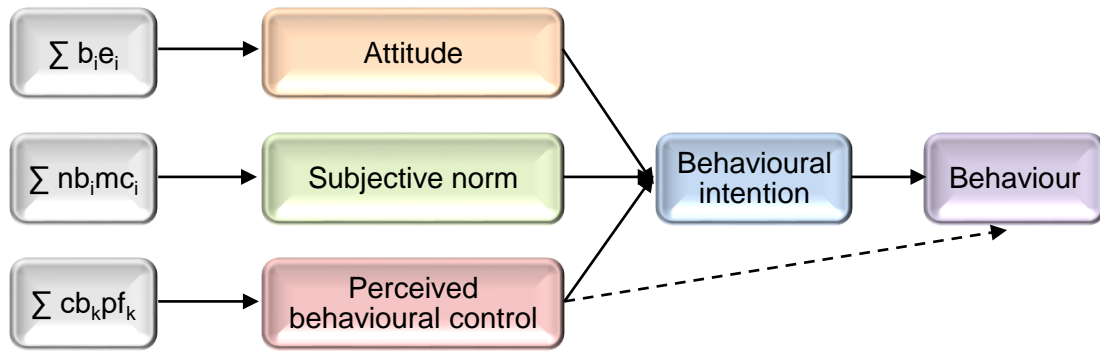 ∑ bᵢeᵢ
Attitude
∑ nbᵢmcᵢ
Subjective norm
Behavioural
intention
Behaviour
∑ cbₖpfₖ
Perceived
behavioural control